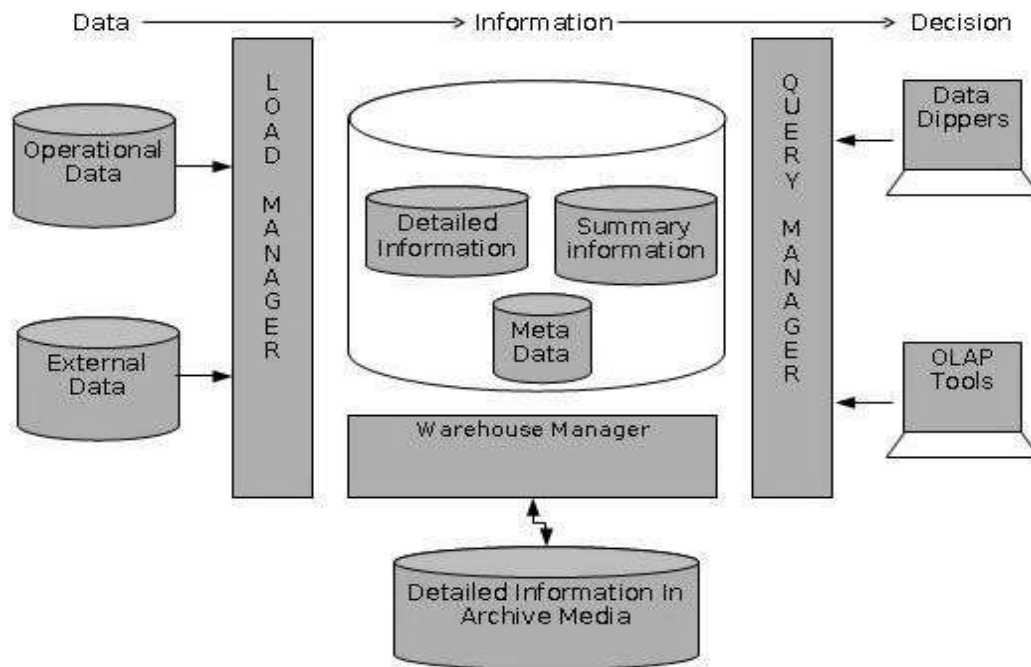 Data
Information
Decision
Operational
Data
External
Data
LOAD MANAGER
Detailed
Information
Summary
information
Meta
Data
Warehouse Manager
Detailed Information In
Archive Media
QUERY MANAGER
Data
Dippers
OLAP
Tools